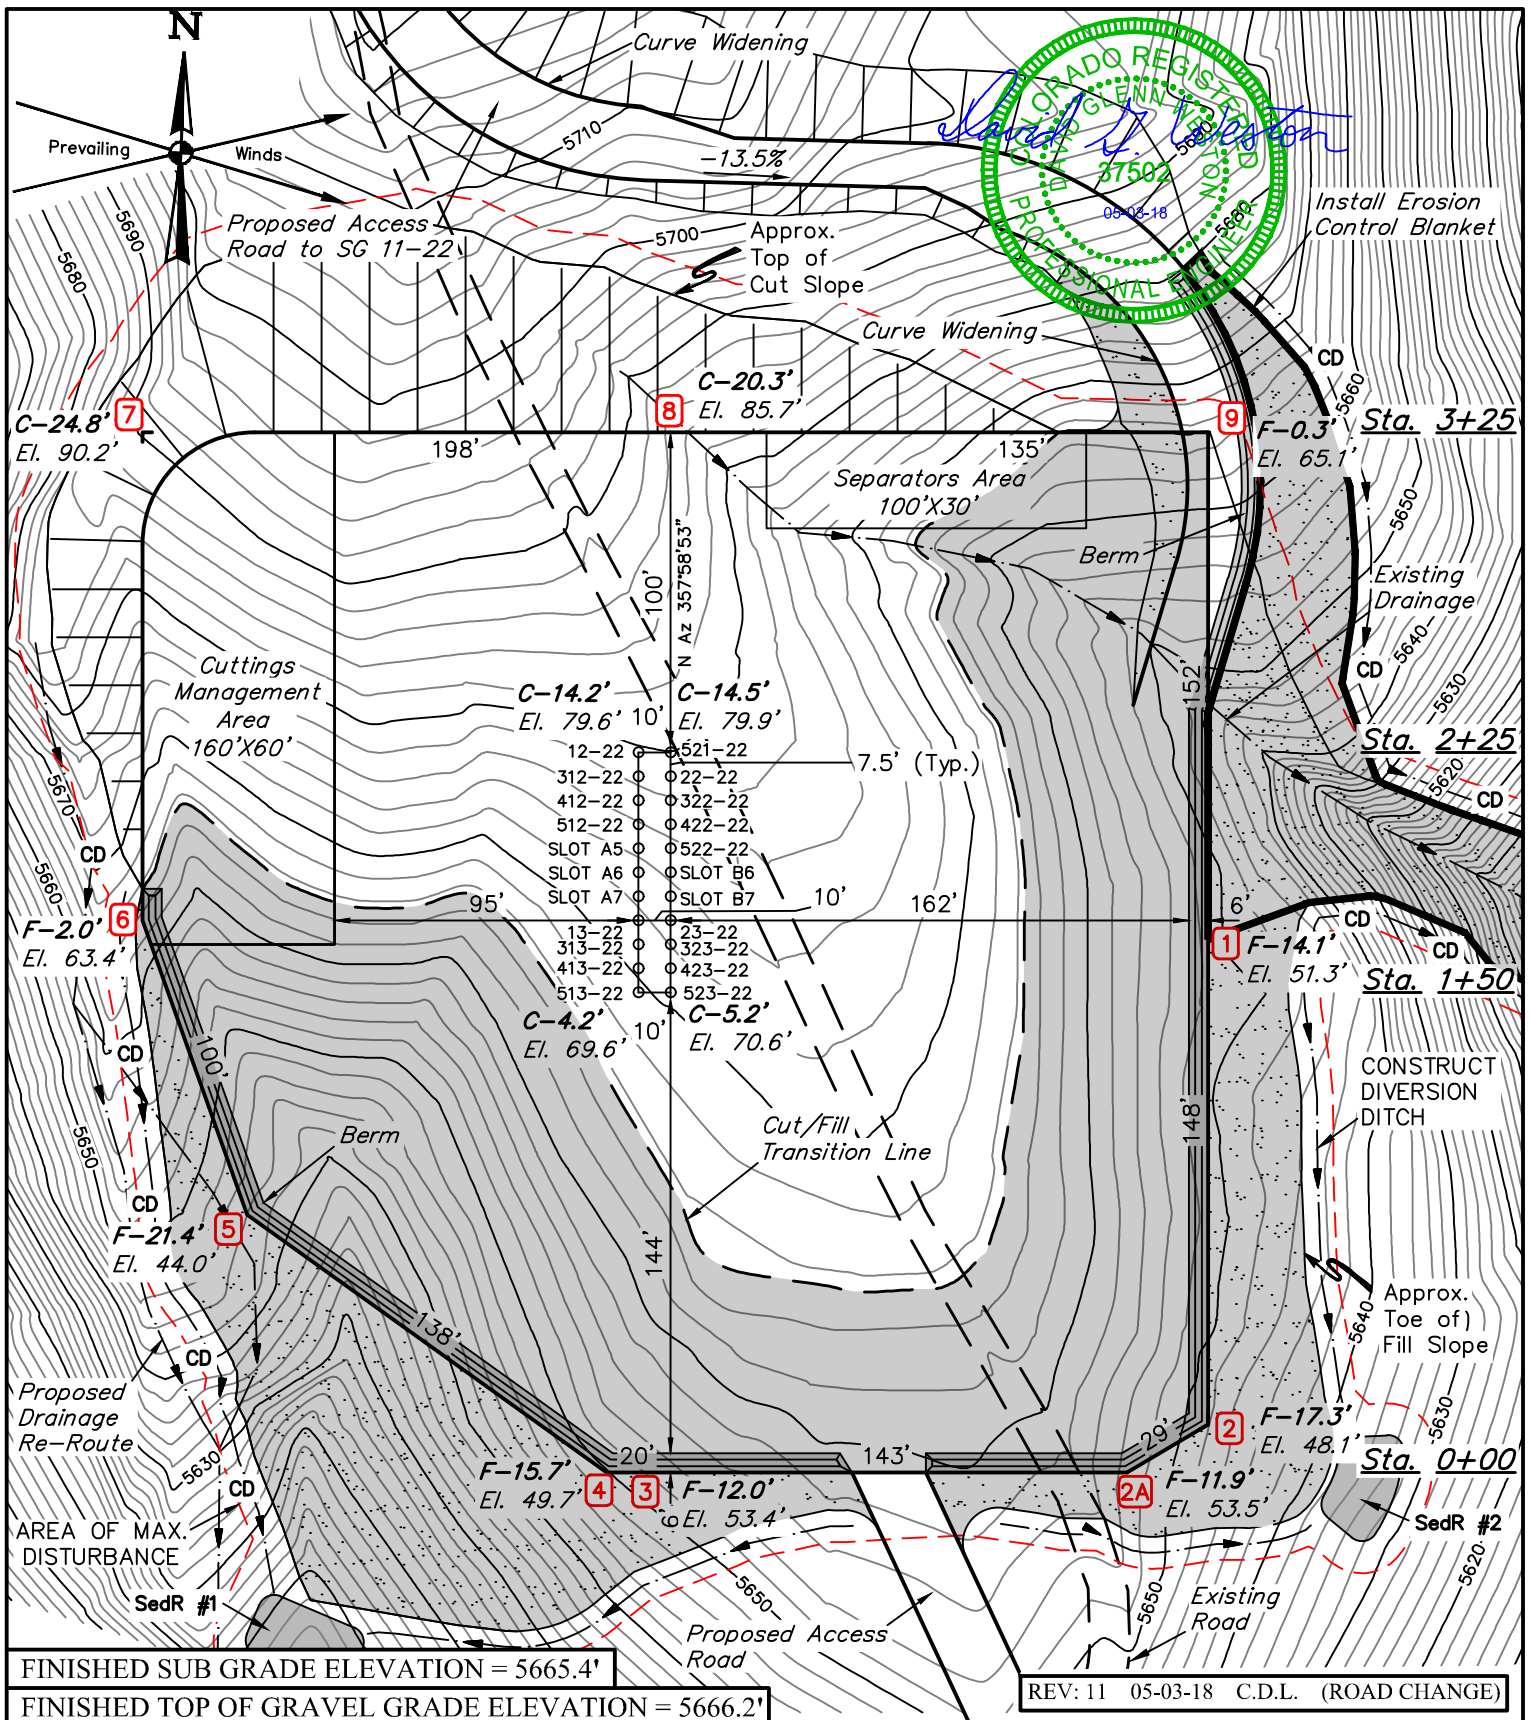 N
Prevailing
Winds
Curve Widening
5710
-13.5%
COLORADO REGISTERED
DAVID GLENN WESTON
37502
05-03-18
PROFESSIONAL ENGINEER
5690
5680
Install Erosion
Control Blanket
5690
5680
Proposed Access
Road to SG 11-22
5700
Approx.
Top of
Cut Slope
Curve Widening
CD
5660
7
C-24.8'
El. 90.2'
8
C-20.3'
El. 85.7'
9
F-0.3'
El. 65.1'
Sta. 3+25
198'
135'
Separators Area
100'X30'
5650
N Az 357°58'53"
100'
Berm
Existing
Drainage
5640
CD
5630
Cuttings
Management
Area
160'X60'
C-14.2'
El. 79.6'
10'
C-14.5'
El. 79.9'
152'
Sta. 2+25
5620
CD
12-22
521-22
7.5' (Typ.)
312-22
22-22
412-22
322-22
512-22
422-22
SLOT A5
522-22
SLOT A6
SLOT B6
SLOT A7
SLOT B7
5670
CD
5660
6
F-2.0'
El. 63.4'
95'
10'
162'
6'
13-22
23-22
313-22
323-22
413-22
423-22
513-22
523-22
1
F-14.1'
El. 51.3'
CD
CD
Sta. 1+50
C-4.2'
El. 69.6'
10'
C-5.2'
El. 70.6'
CD
100'
CONSTRUCT
DIVERSION
DITCH
5650
Berm
Cut/Fill
Transition Line
148'
CD
F-21.4'
El. 44.0'
5
144'
Approx.
Toe of
Fill Slope
5640
138'
CD
Proposed
Drainage
Re-Route
5630
CD
20'
143'
29'
2
F-17.3'
El. 48.1'
5630
Sta. 0+00
F-15.7'
El. 49.7'
4
3
F-12.0'
El. 53.4'
6'
2A
F-11.9'
El. 53.5'
SedR #2
AREA OF MAX.
DISTURBANCE
SedR #1
5650
5650
5620
Existing
Road
Proposed Access
Road
FINISHED SUB GRADE ELEVATION = 5665.4'
FINISHED TOP OF GRAVEL GRADE ELEVATION = 5666.2'
REV: 11 05-03-18 C.D.L. (ROAD CHANGE)